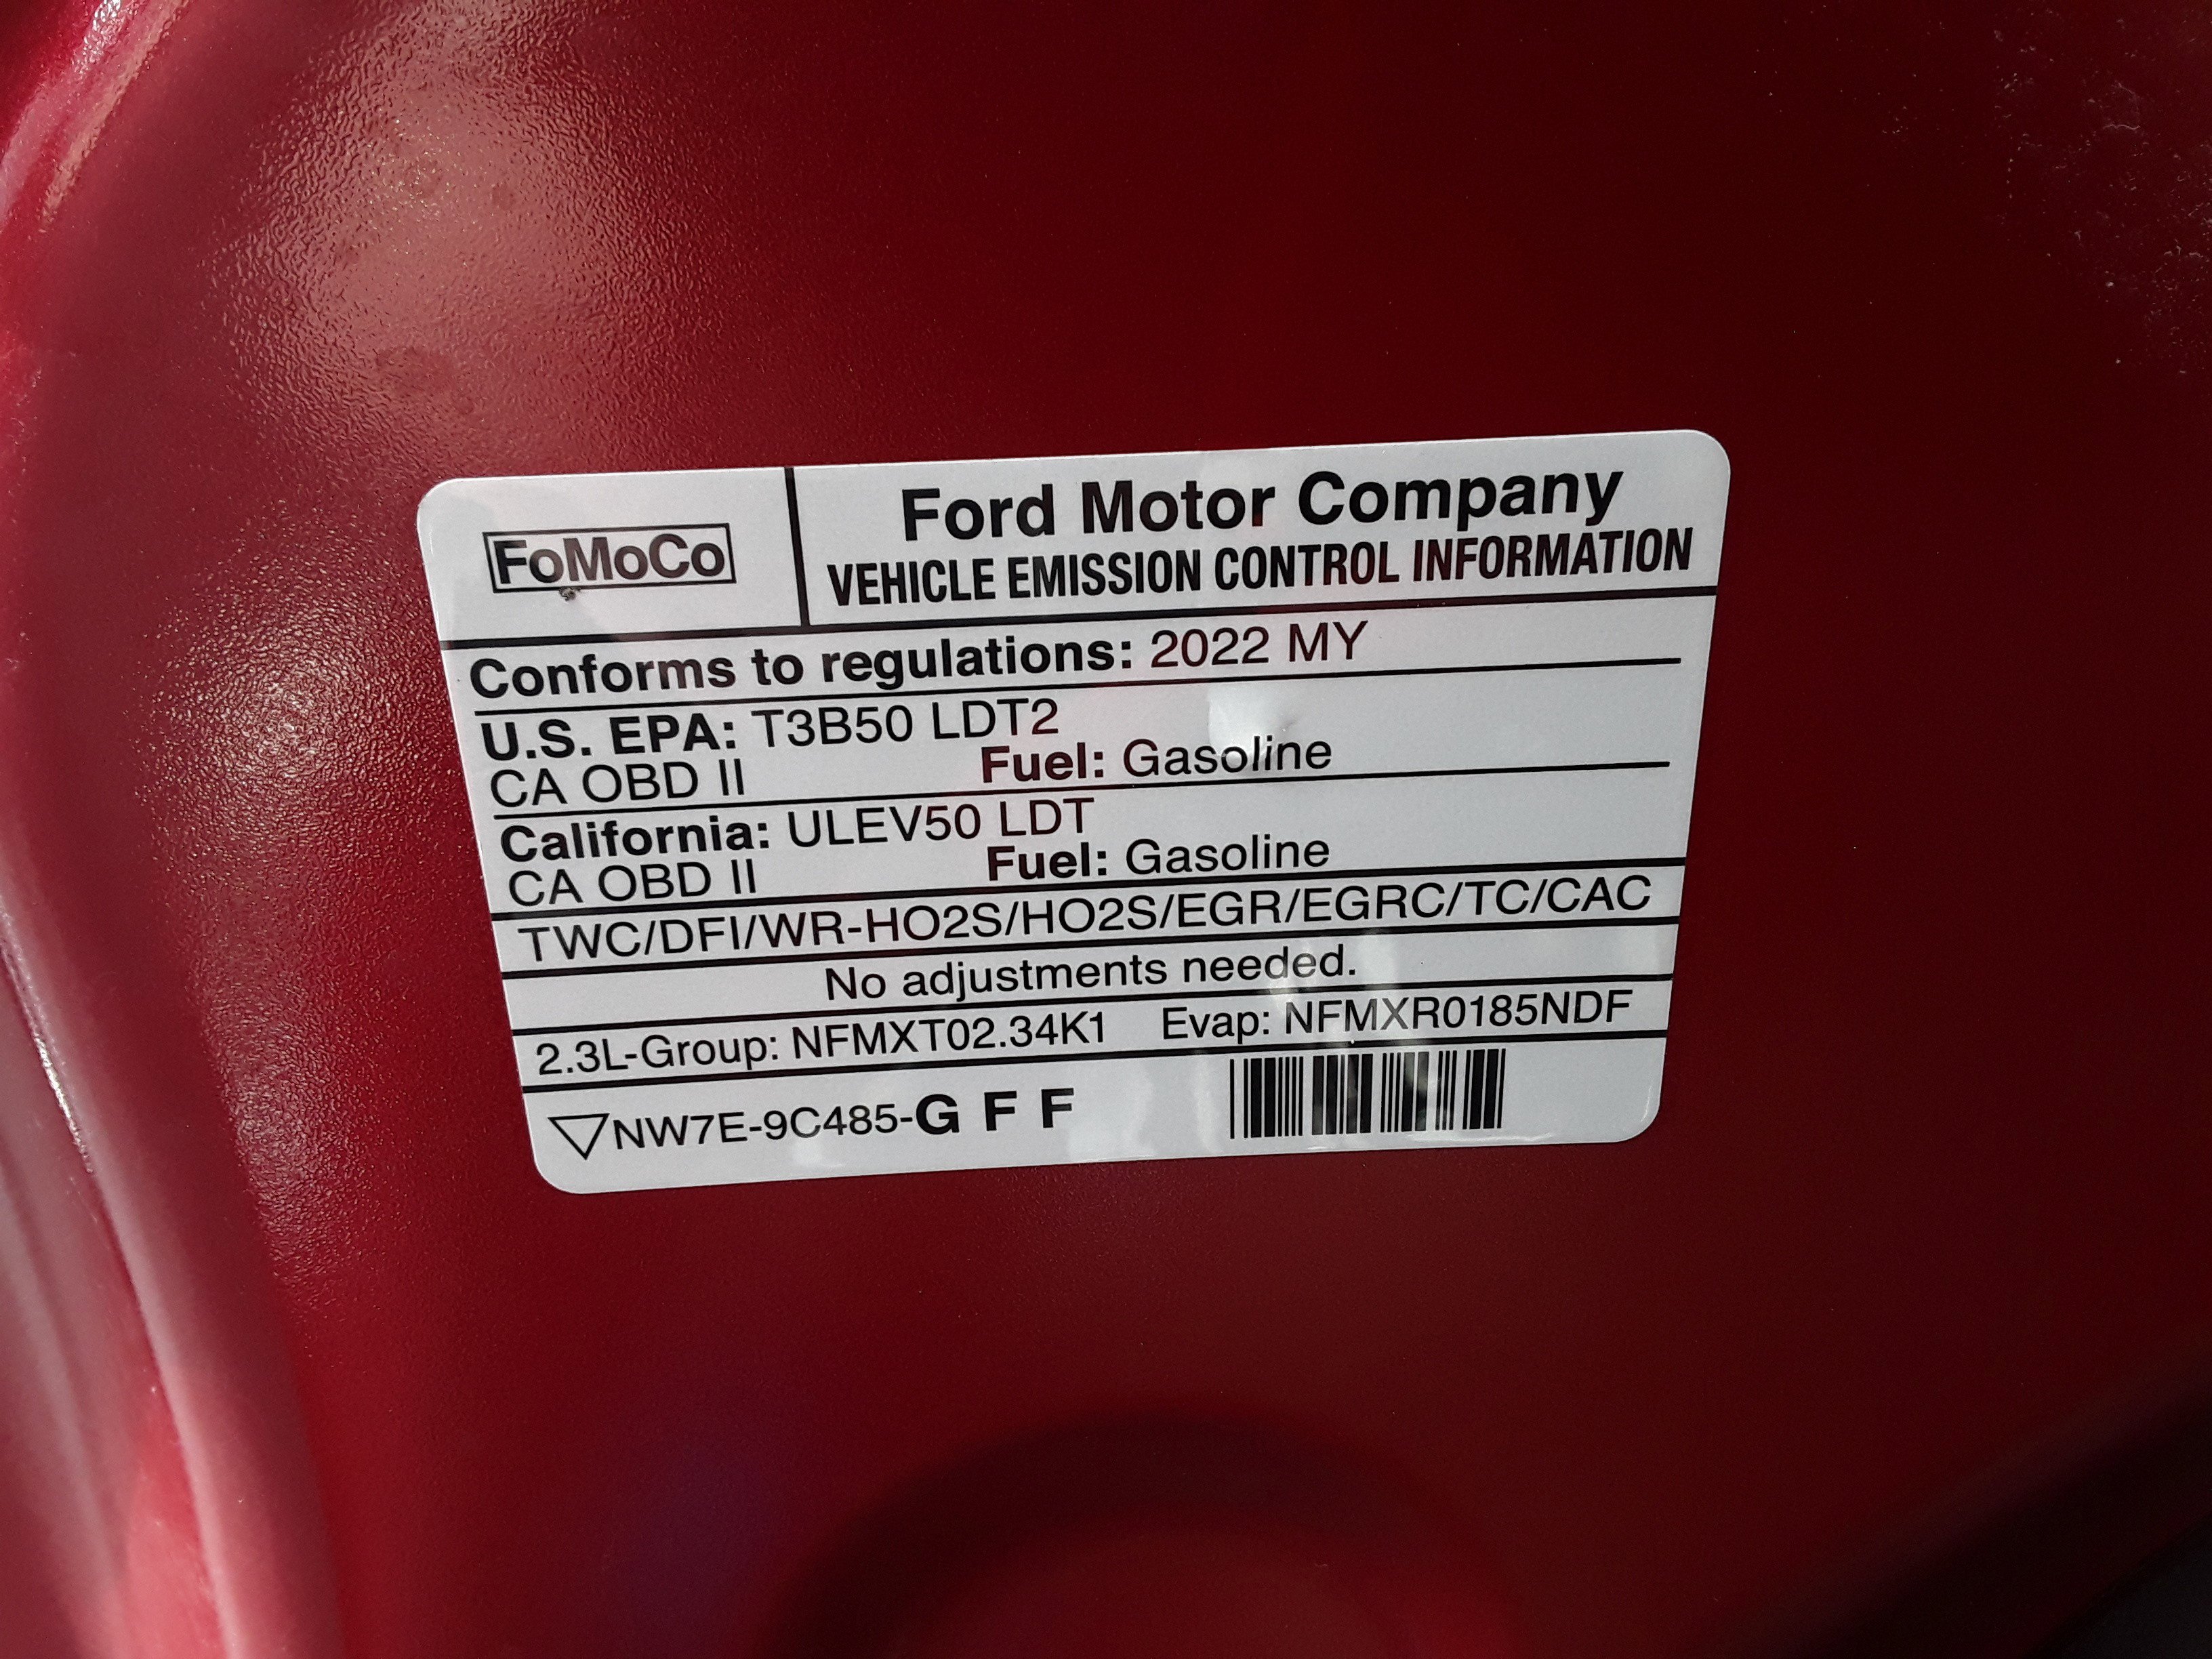 FoMoCo
Ford Motor Company
VEHICLE EMISSION CONTROL INFORMATION
Conforms to regulations: 2022 MY
U.S. EPA: T3B50 LDT2
CA OBD II Fuel: Gasoline
California: ULEV50 LDT
CA OBD II Fuel: Gasoline
TWC/DFI/WR-HO2S/HO2S/EGR/EGRC/TC/CAC
No adjustments needed.
2.3L-Group: NFMXT02.34K1 Evap: NFMXR0185NDF
NW7E-9C485-G F F